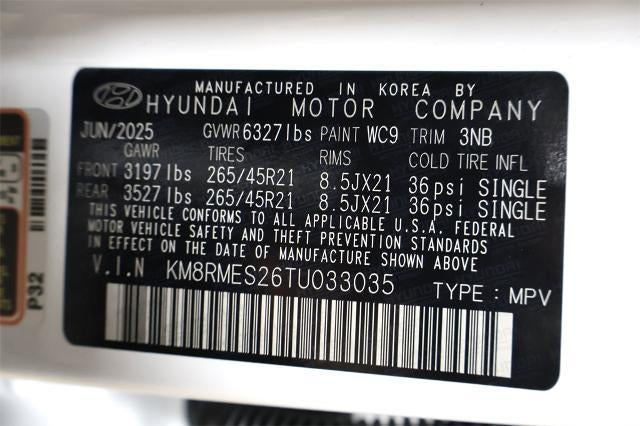 MANUFACTURED IN KOREA BY
HYUNDAI MOTOR COMPANY
JUN/2025 GVWR 6327lbs PAINT WC9 TRIM 3NB
GAWR TIRES RIMS COLD TIRE INFL
FRONT 3197lbs 265/45R21 8.5JX21 36psi SINGLE
REAR 3527lbs 265/45R21 8.5JX21 36psi SINGLE
THIS VEHICLE CONFORMS TO ALL APPLICABLE U.S.A. FEDERAL
MOTOR VEHICLE SAFETY AND THEFT PREVENTION STANDARDS
IN EFFECT ON THE DATE OF MANUFACTURE SHOWN ABOVE
V.I.N KM8RMES26TU033035 TYPE: MPV
P32